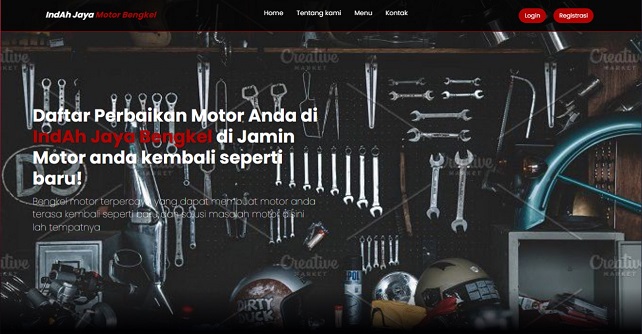 IndAh Jaya Motor Bengkel
Home Tentang kami Menu Kontak
Login Registrasi
Daftar Perbaikan Motor Anda di
IndAh Jaya Bengkel di Jamin
Motor anda kembali seperti
baru!
Bengkel motor terpercaya yang dapat membuat motor anda
terasa kembali seperti baru dan solusi masalah motor disini
lah tempatnya
Creative
MARKET
Creative
MARKET
Creative
MARKET
Creative
MARKET
Creative
MARKET
Creative
MARKET
DIRTY
DUCK